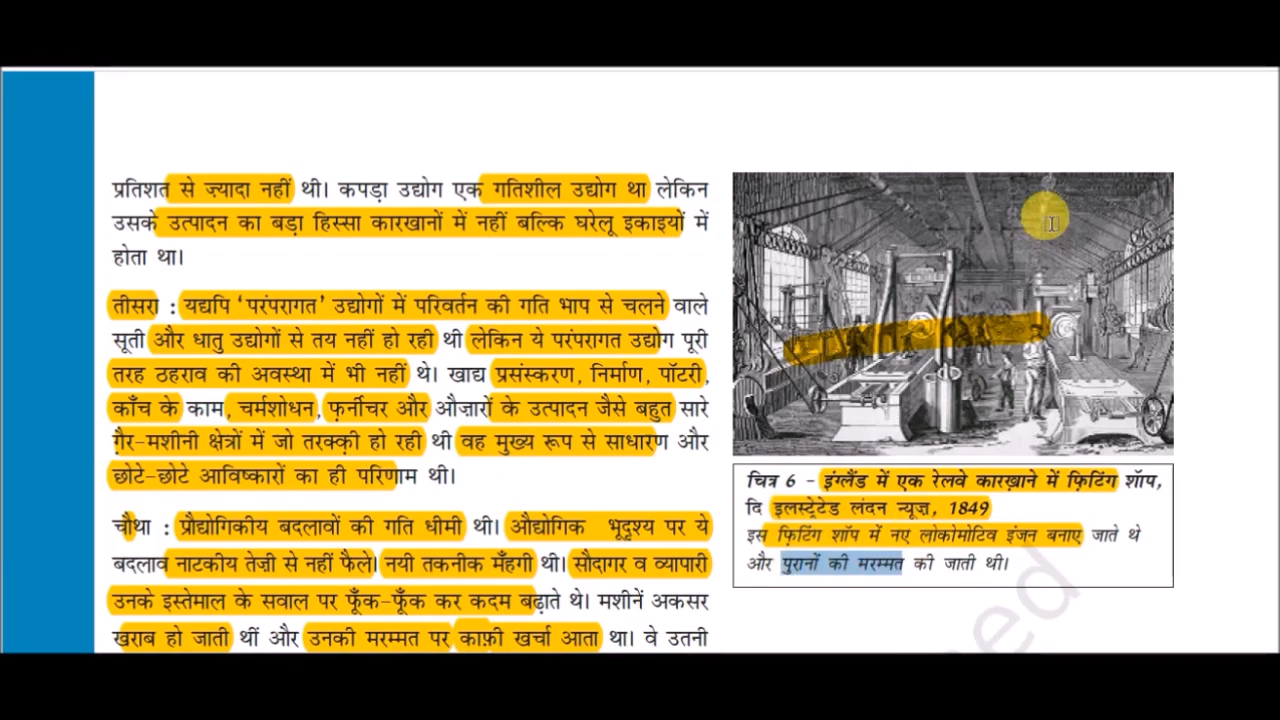 प्रतिशत से ज़्यादा नहीं थी। कपड़ा उद्योग एक गतिशील उद्योग था लेकिन
उसके उत्पादन का बड़ा हिस्सा कारखानों में नहीं बल्कि घरेलू इकाइयों में
होता था।
तीसरा : यद्यपि ‘परंपरागत’ उद्योगों में परिवर्तन की गति भाप से चलने वाले
सूती और धातु उद्योगों से तय नहीं हो रही थी लेकिन ये परंपरागत उद्योग पूरी
तरह ठहराव की अवस्था में भी नहीं थे। खाद्य प्रसंस्करण, निर्माण, पॉटरी,
काँच के काम, चर्मशोधन, फ़र्नीचर और औज़ारों के उत्पादन जैसे बहुत सारे
ग़ैर-मशीनी क्षेत्रों में जो तरक्की हो रही थी वह मुख्य रूप से साधारण और
छोटे-छोटे आविष्कारों का ही परिणाम थी।
चौथा : प्रौद्योगिकीय बदलावों की गति धीमी थी। औद्योगिक भूदृश्य पर ये
बदलाव नाटकीय तेज़ी से नहीं फैले। नयी तकनीक मँहगी थी। सौदागर व व्यापारी
उनके इस्तेमाल के सवाल पर फूँक-फूँक कर कदम बढ़ाते थे। मशीनें अकसर
ख़राब हो जाती थीं और उनकी मरम्मत पर काफ़ी खर्चा आता था। वे उतनी
चित्र 6 – इंग्लैंड में एक रेलवे कारख़ाने में फ़िटिंग शॉप,
दि इलस्ट्रेटेड लंदन न्यूज़, 1849
इस फ़िटिंग शॉप में नए लोकोमोटिव इंजन बनाए जाते थे
और पुरानों की मरम्मत की जाती थी।